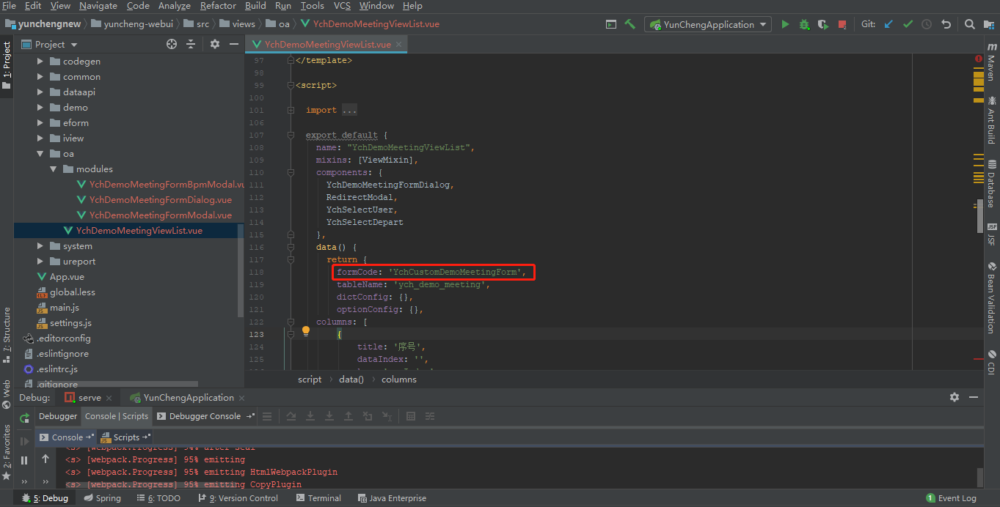 File Edit View Navigate Code Analyze Refactor Build Run Tools VCS Window Help
yunchengnew yuncheng-webui src views oa YchDemoMeetingViewList.vue YunChengApplication Git:
1: Project
Project
YchDemoMeetingViewList.vue
codegen
common
dataapi
demo
eform
iview
oa
modules
YchDemoMeetingFormBpmModal.vu
YchDemoMeetingFormDialog.vue
YchDemoMeetingFormModal.vue
YchDemoMeetingViewList.vue
system
ureport
App.vue
global.less
main.js
settings.js
.editorconfig
.eslintignore
.eslintrc.js
.gitignore
97 </template>
98
99 <script>
100
101 import ...
106
107 export default {
108 name: "YchDemoMeetingViewList",
109 mixins: [ViewMixin],
110 components: {
111 YchDemoMeetingFormDialog,
112 RedirectModal,
113 YchSelectUser,
114 YchSelectDepart
115 },
116 data() {
117 return {
118 formCode: 'YchCustomDemoMeetingForm',
119 tableName: 'ych_demo_meeting',
120 dictConfig: {},
121 optionConfig: {},
122 columns: [
123 {
124 title: '序号',
125 dataIndex: '',
script data() columns
Maven
Ant Build
Database
JSF
Bean Validation
CDI
7: Structure
Web
2: Favorites
Debug: serve YunChengApplication
Debugger Console | Scripts Debugger Console
Console Scripts
<s> [webpack.Progress] 94% after seal
<s> [webpack.Progress] 95% emitting
<s> [webpack.Progress] 95% emitting HtmlWebpackPlugin
<s> [webpack.Progress] 95% emitting CopyPlugin
5: Debug Spring 6: TODO 9: Version Control Terminal Java Enterprise 1 Event Log